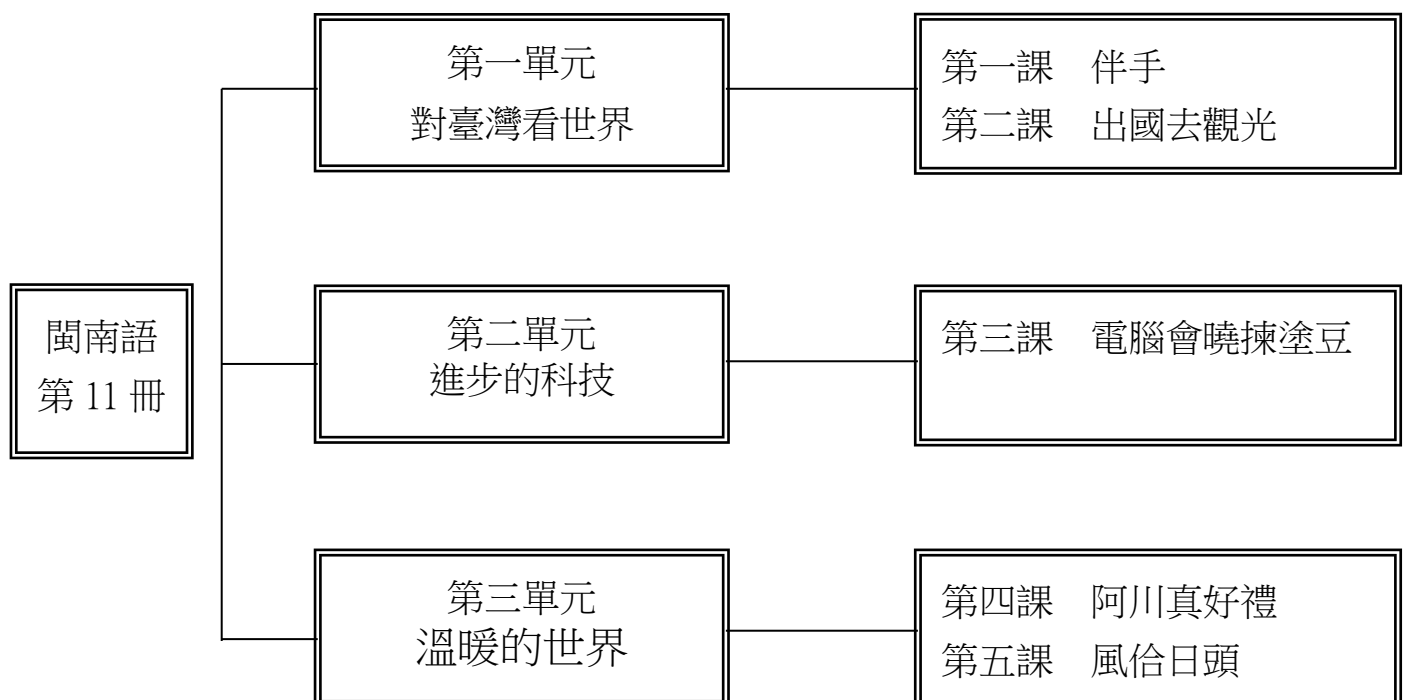 第一單元
對臺灣看世界
第一課　伴手
第二課　出國去觀光
閩南語
第 11 冊
第二單元
進步的科技
第三課　電腦會曉揀塗豆
第三單元
溫暖的世界
第四課　阿川真好禮
第五課　風佮日頭